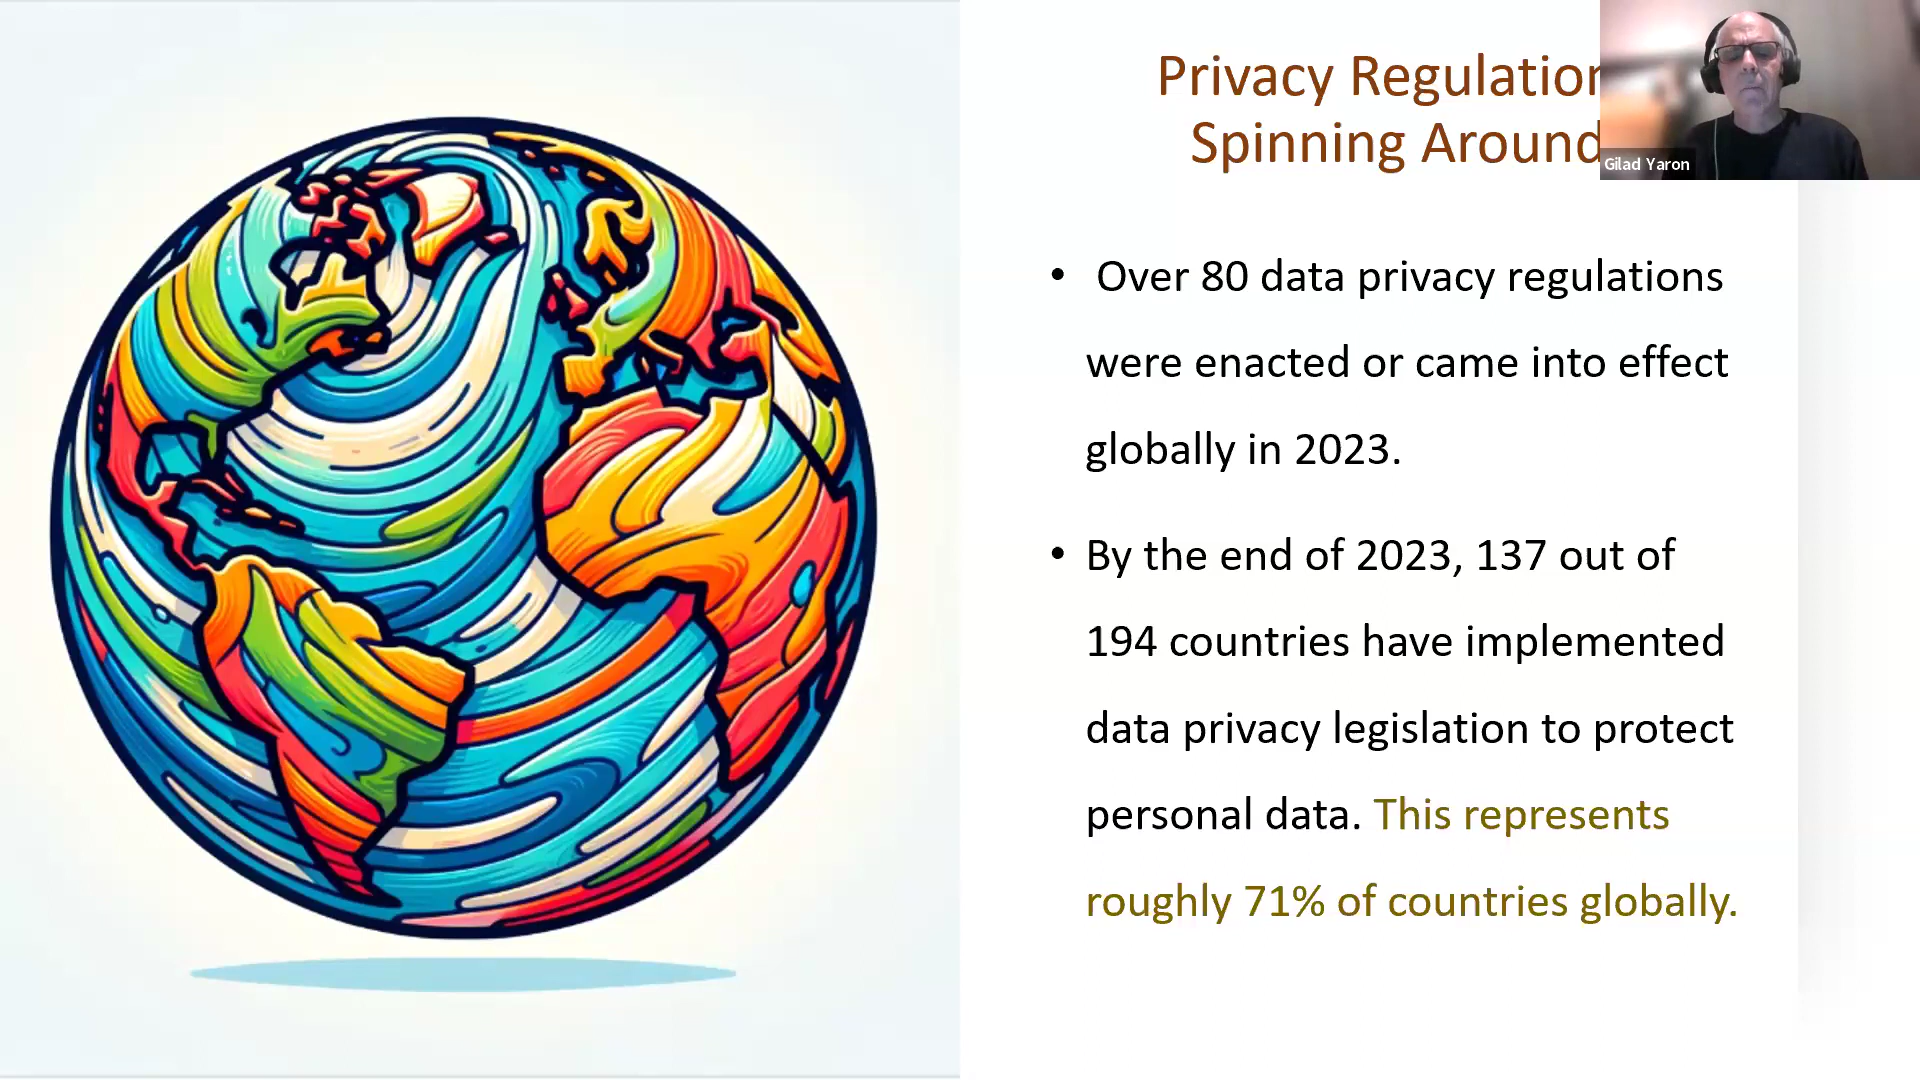 Privacy Regulation
Spinning Around
Gilad Yaron
• Over 80 data privacy regulations
were enacted or came into effect
globally in 2023.
• By the end of 2023, 137 out of
194 countries have implemented
data privacy legislation to protect
personal data. This represents
roughly 71% of countries globally.